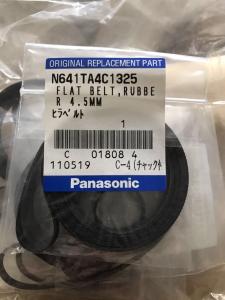 ORIGINAL REPLACEMENT PART
N641TA4C1325
FLAT BELT,RUBBE
R 4.5MM
ヒラベルト
1
C 01808 4
110519 C-4(チャック付
Panasonic